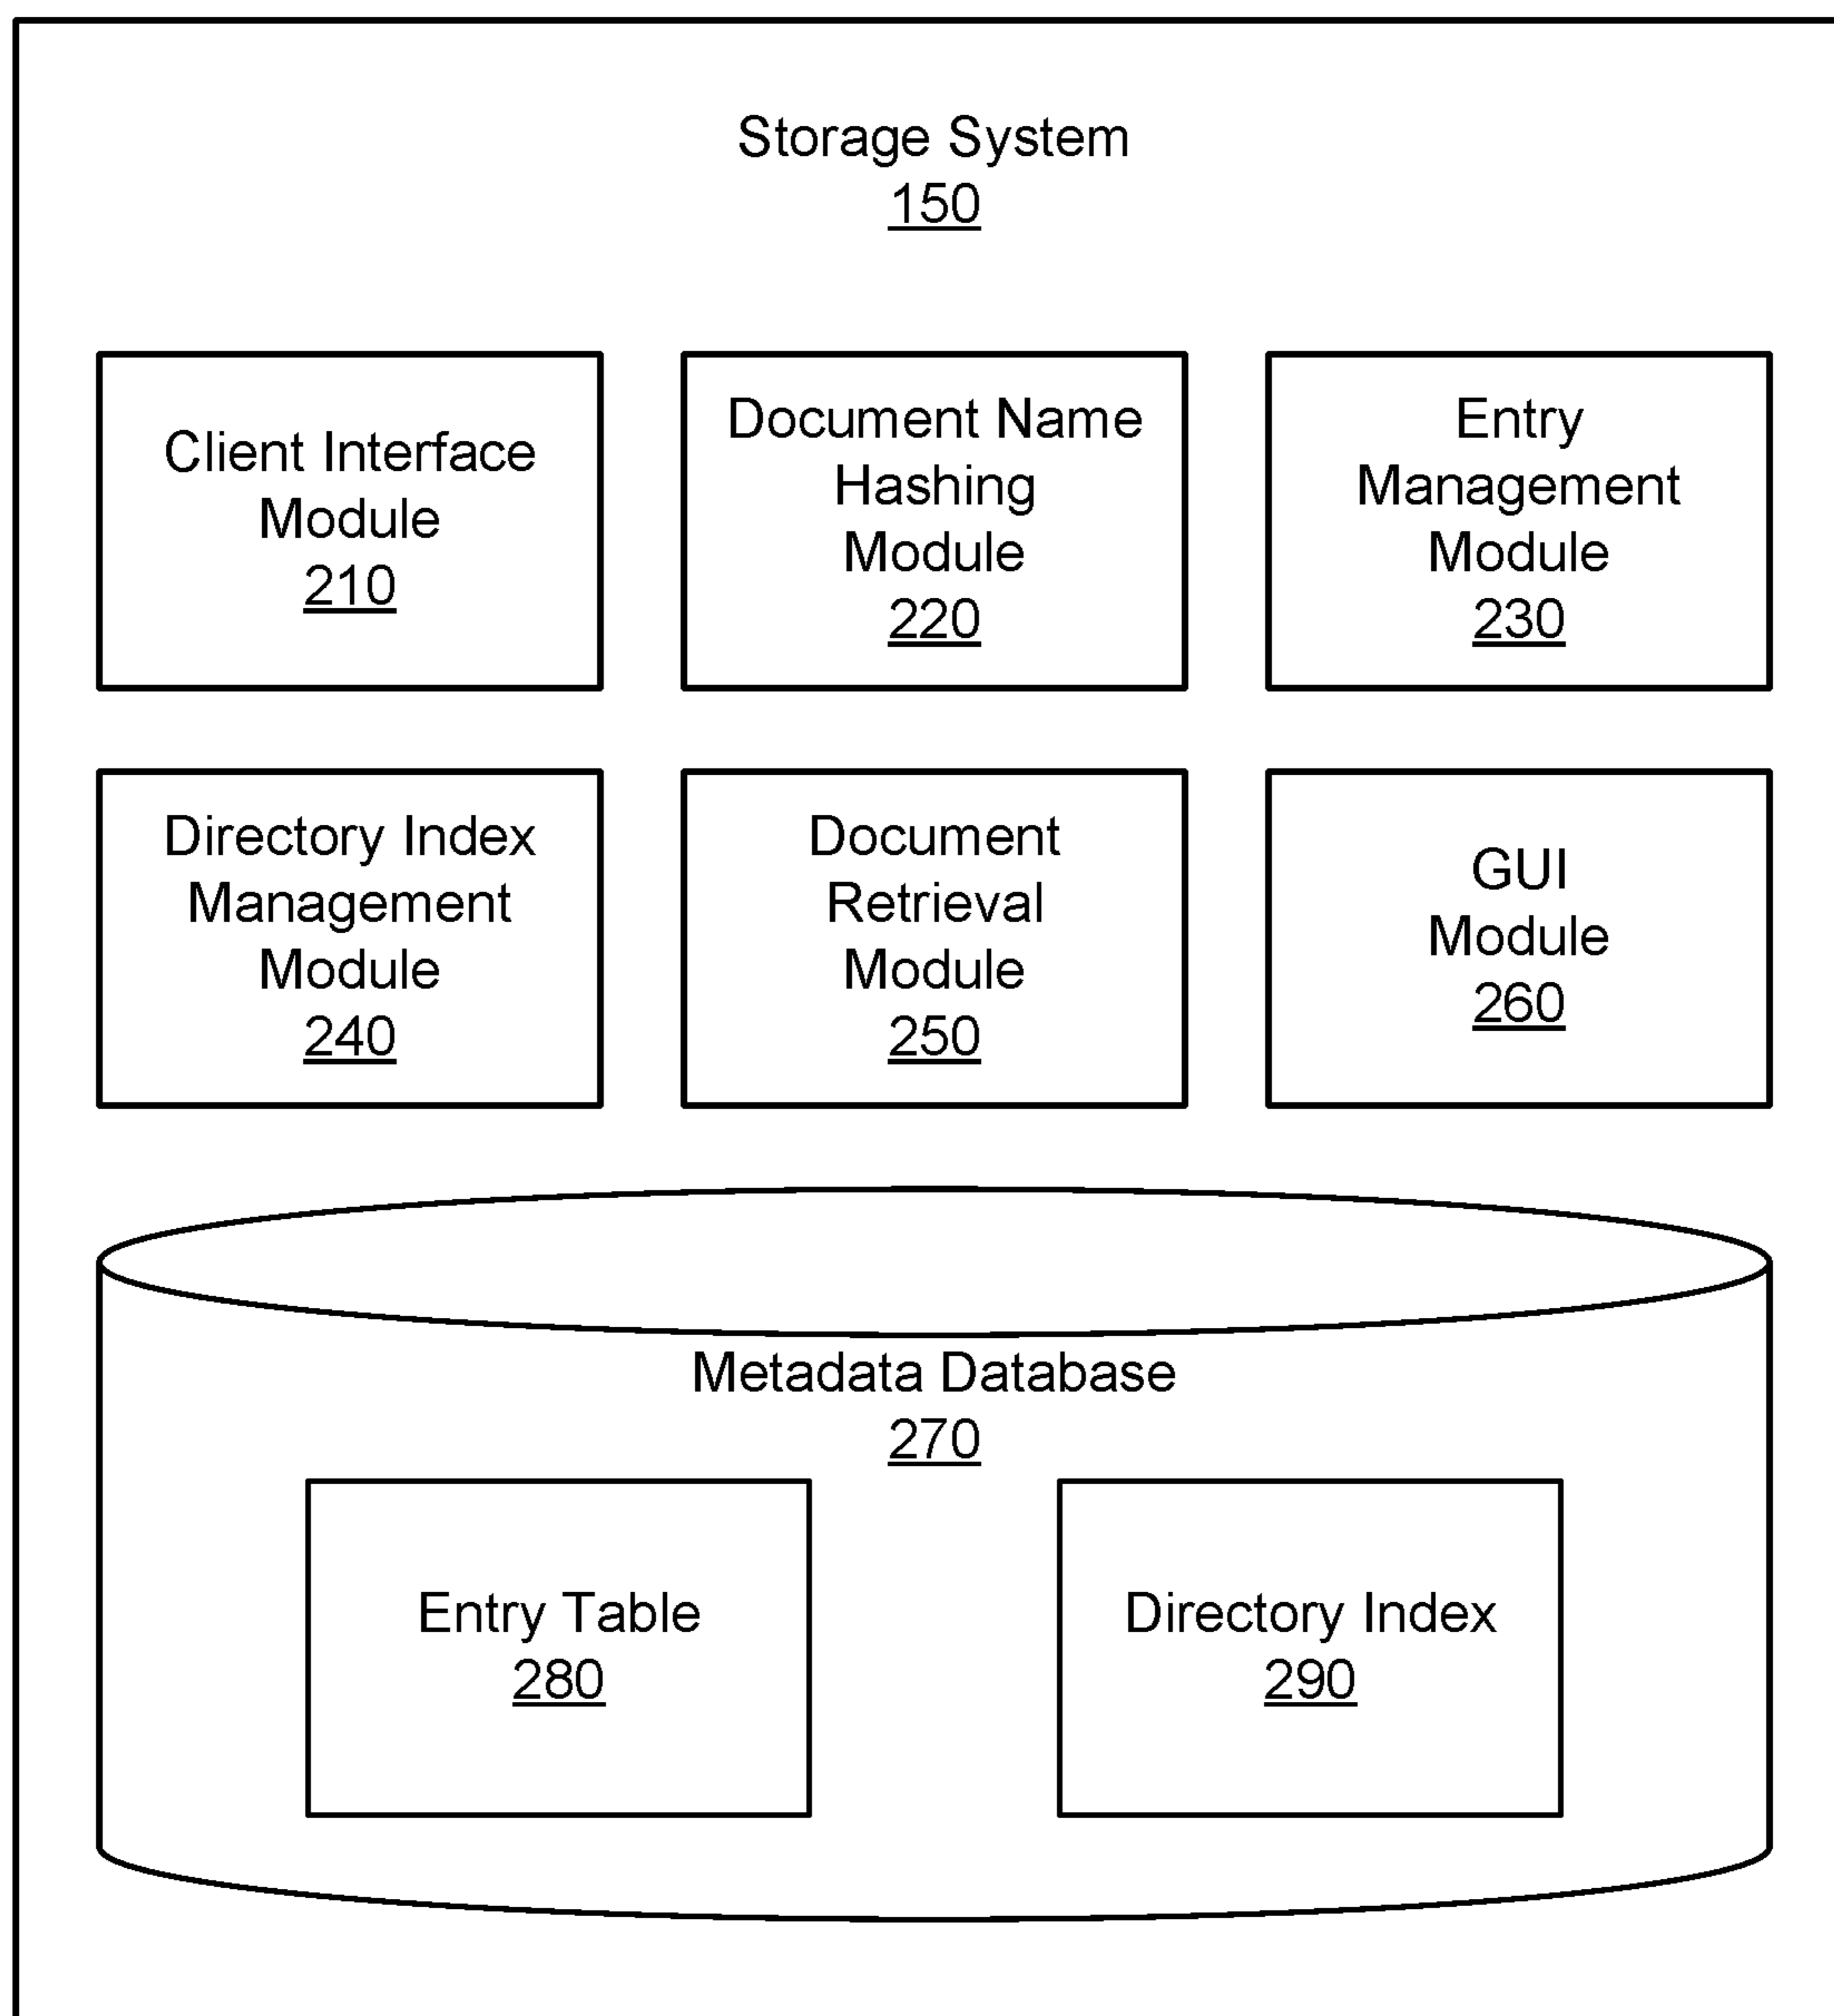 Storage System
150
Client Interface
Module
210
Document Name
Hashing
Module
220
Entry
Management
Module
230
Directory Index
Management
Module
240
Document
Retrieval
Module
250
GUI
Module
260
Metadata Database
270
Entry Table
280
Directory Index
290